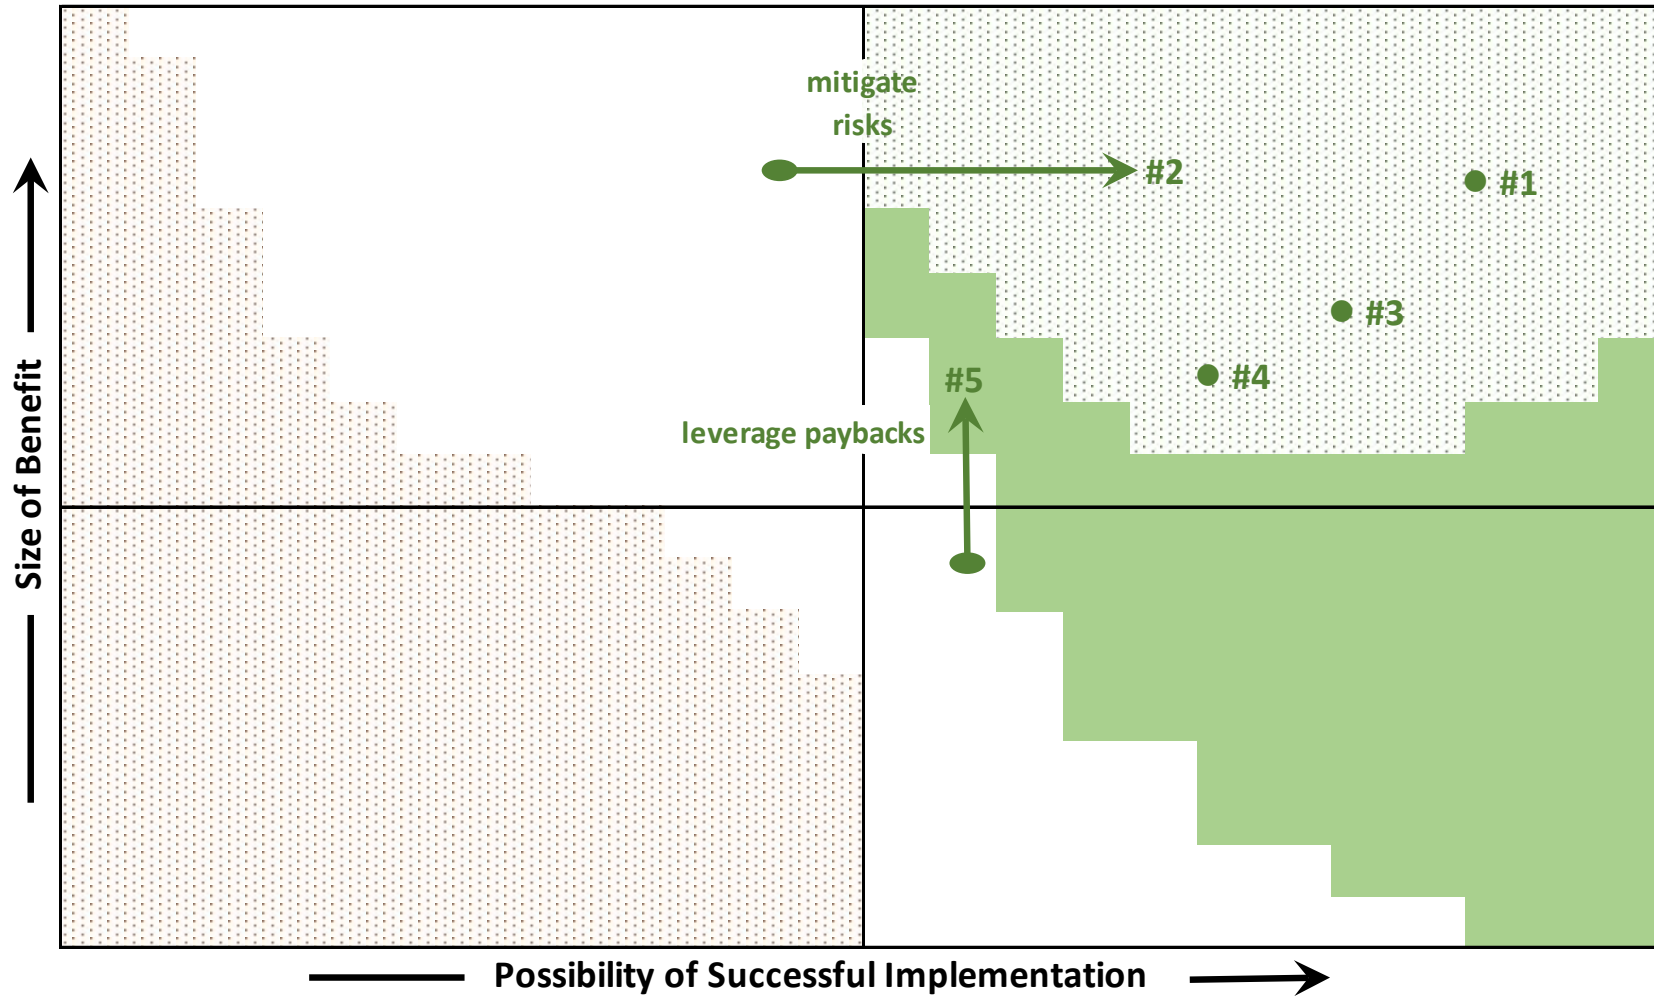 mitigate
risks
#2
#1
#3
#4
#5
leverage paybacks
Size of Benefit
Possibility of Successful Implementation